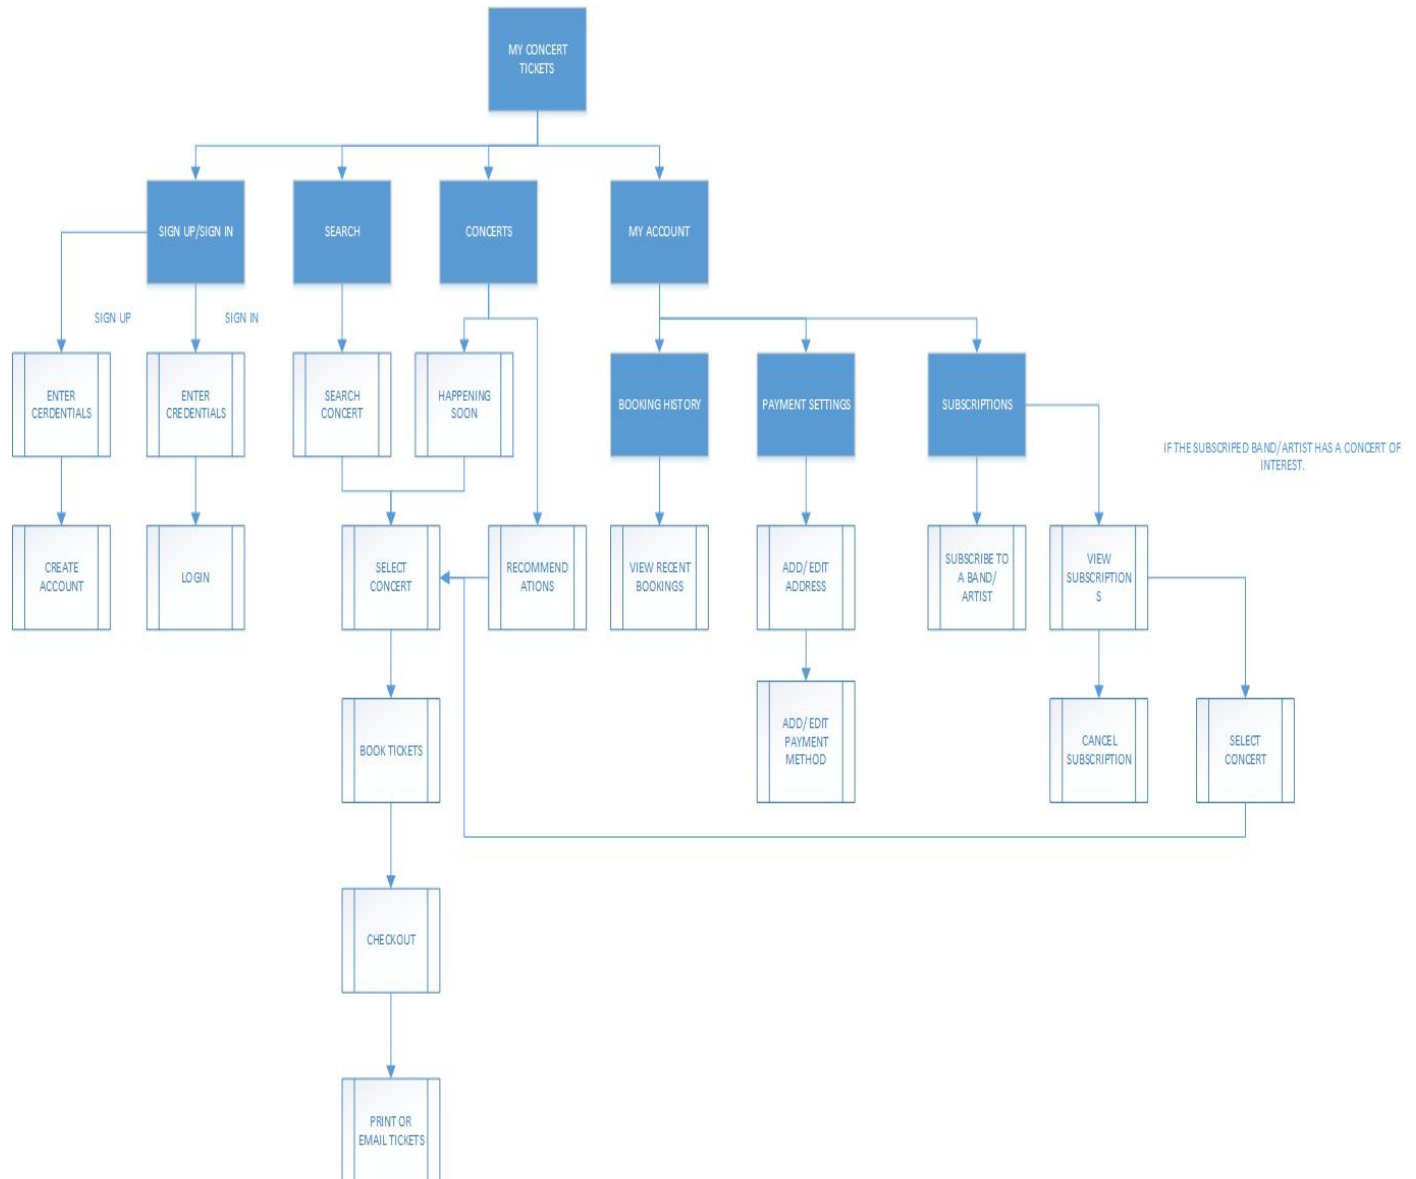 MY CONCERT
TICKETS
SIGN UP/SIGN IN
SEARCH
CONCERTS
MY ACCOUNT
SIGN UP
SIGN IN
ENTER
CERDENTIALS
ENTER
CREDENTIALS
SEARCH
CONCERT
HAPPENING
SOON
BOOKING HISTORY
PAYMENT SETTINGS
SUBSCRIPTIONS
IF THE SUBSCRIPED BAND/ARTIST HAS A CONCERT OF
INTEREST.
CREATE
ACCOUNT
LOGIN
SELECT
CONCERT
RECOMMEND
ATIONS
VIEW RECENT
BOOKINGS
ADD/ EDIT
ADDRESS
SUBSCRIBE TO
A BAND/
ARTIST
VIEW
SUBSCRIPTION
S
BOOK TICKETS
ADD/ EDIT
PAYMENT
METHOD
CANCEL
SUBSCRIPTION
SELECT
CONCERT
CHECKOUT
PRINT OR
EMAIL TICKETS